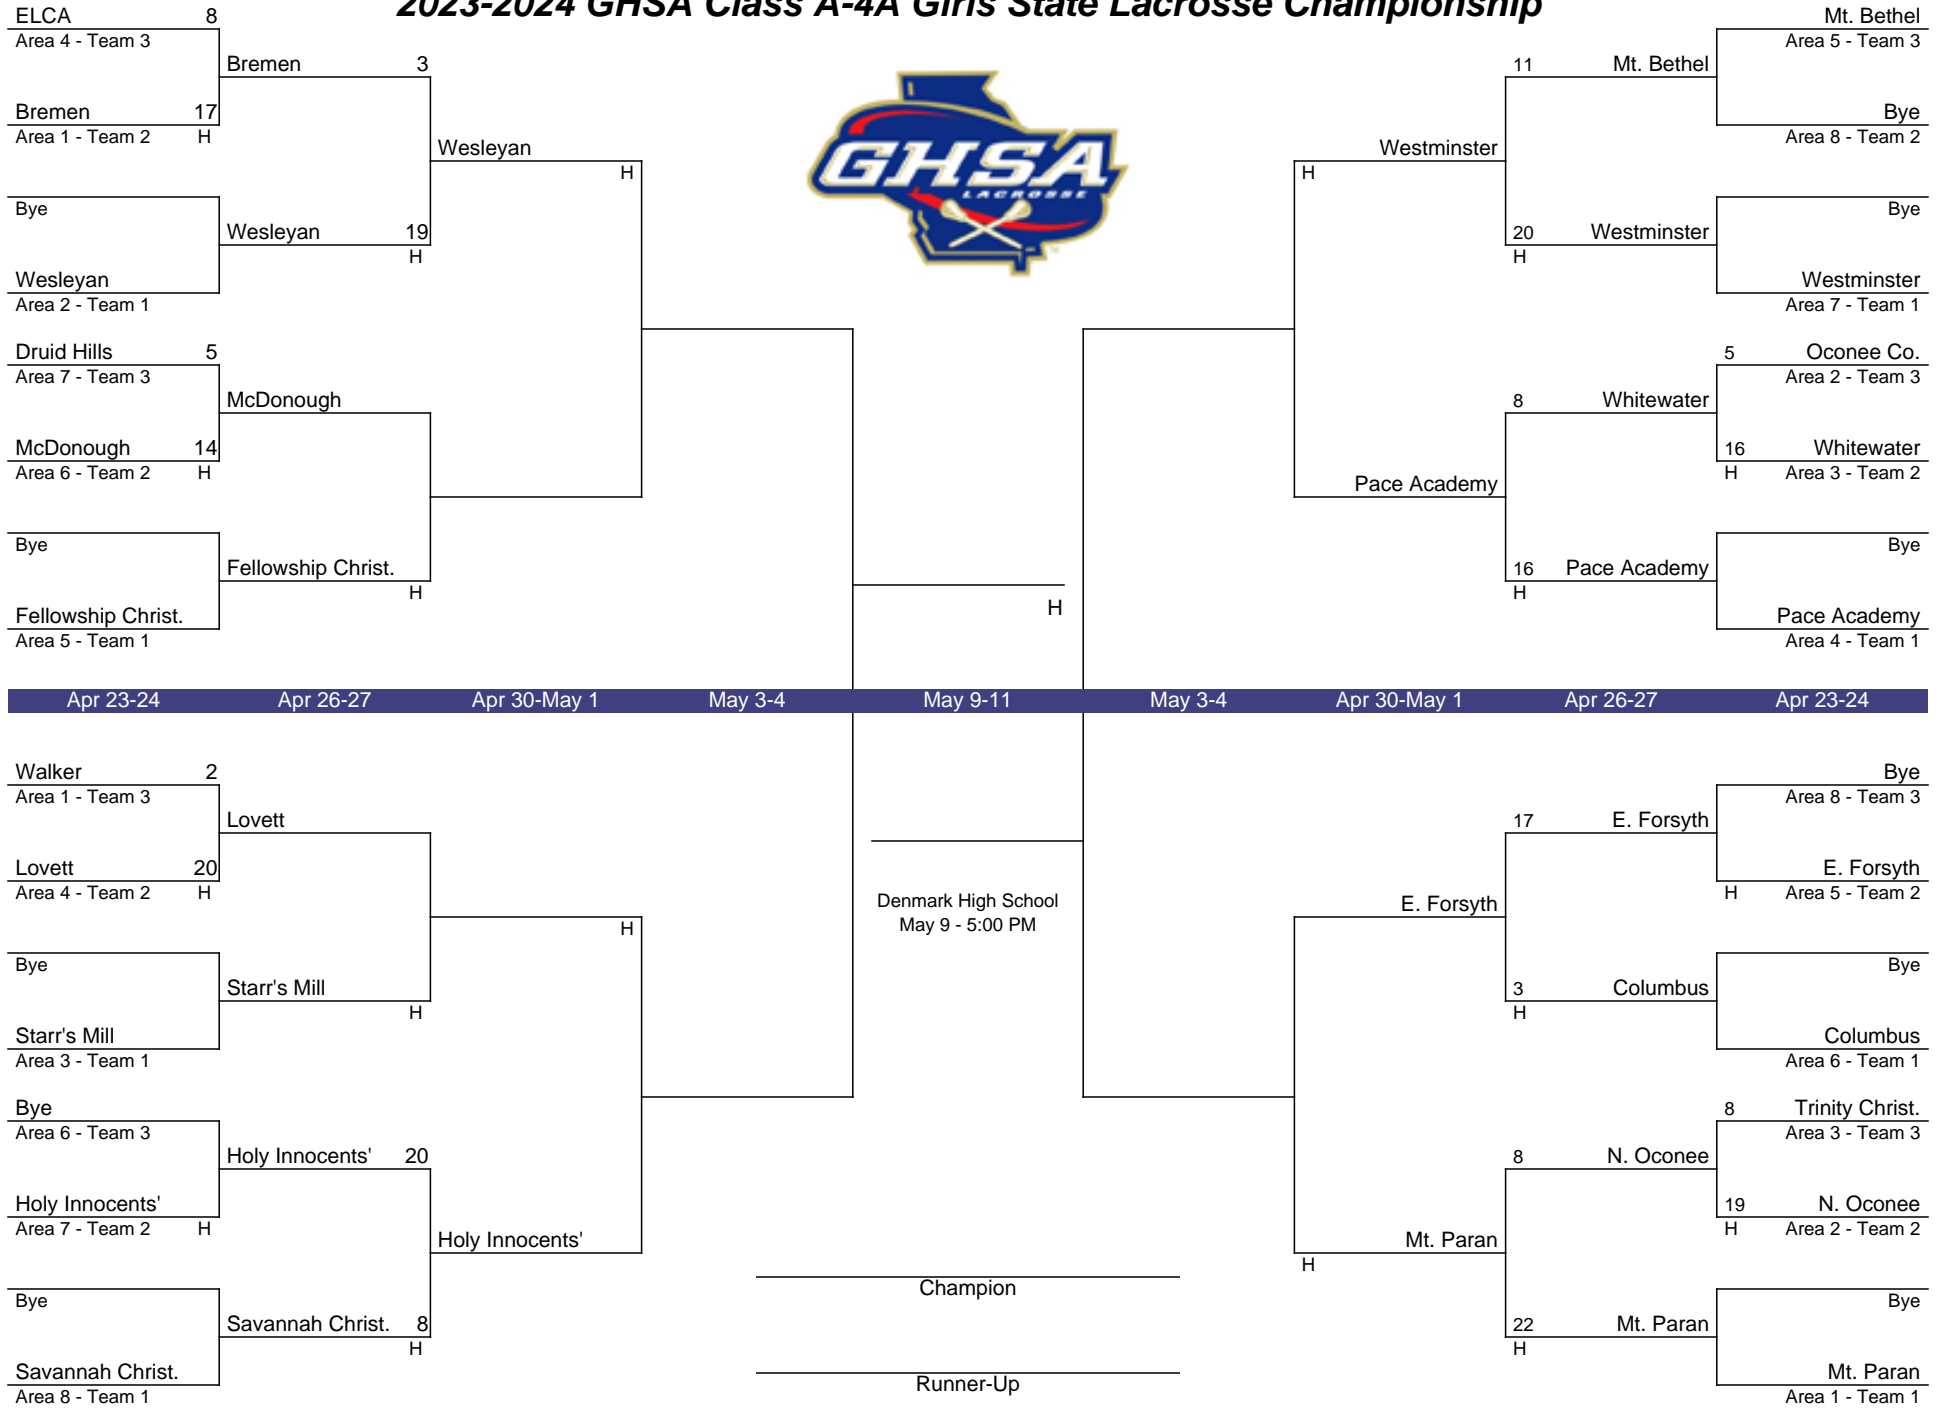 2023-2024 GHSA Class A-4A Girls State Lacrosse Championship
ELCA 8
Area 4 - Team 3
Bremen 3
Bremen 17
Area 1 - Team 2 H
Wesleyan
H
Bye
Wesleyan 19
H
Wesleyan
Area 2 - Team 1
Druid Hills 5
Area 7 - Team 3
McDonough
McDonough 14
Area 6 - Team 2 H
Bye
Fellowship Christ.
H
Fellowship Christ.
Area 5 - Team 1
GHSA
LACROSSE
H
Mt. Bethel
Area 5 - Team 3
11 Mt. Bethel
Bye
Area 8 - Team 2
Westminster
H
Bye
20 Westminster
H
Westminster
Area 7 - Team 1
5 Oconee Co.
Area 2 - Team 3
8 Whitewater
16 Whitewater
H Area 3 - Team 2
Pace Academy
Bye
16 Pace Academy
H
Pace Academy
Area 4 - Team 1
Apr 23-24 Apr 26-27 Apr 30-May 1 May 3-4 May 9-11 May 3-4 Apr 30-May 1 Apr 26-27 Apr 23-24
Walker 2
Area 1 - Team 3
Lovett
Lovett 20
Area 4 - Team 2 H
H
Bye
Starr's Mill
H
Starr's Mill
Area 3 - Team 1
Bye
Area 6 - Team 3
Holy Innocents' 20
Holy Innocents'
Area 7 - Team 2 H
Holy Innocents'
Bye
Savannah Christ. 8
H
Savannah Christ.
Area 8 - Team 1
Denmark High School
May 9 - 5:00 PM
Champion
Runner-Up
Bye
Area 8 - Team 3
17 E. Forsyth
E. Forsyth
H Area 5 - Team 2
E. Forsyth
Bye
3 Columbus
H
Columbus
Area 6 - Team 1
8 Trinity Christ.
Area 3 - Team 3
8 N. Oconee
19 N. Oconee
H Area 2 - Team 2
Mt. Paran
H
Bye
22 Mt. Paran
H
Mt. Paran
Area 1 - Team 1